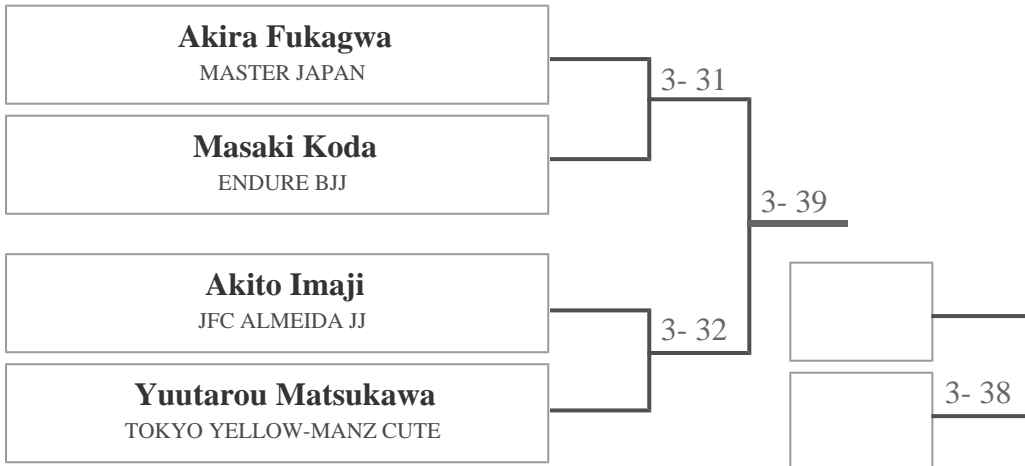 Akira Fukagwa
MASTER JAPAN
3- 31
Masaki Koda
ENDURE BJJ
3- 39
Akito Imaji
JFC ALMEIDA JJ
3- 32
Yuutarou Matsukawa
TOKYO YELLOW-MANZ CUTE
3- 38